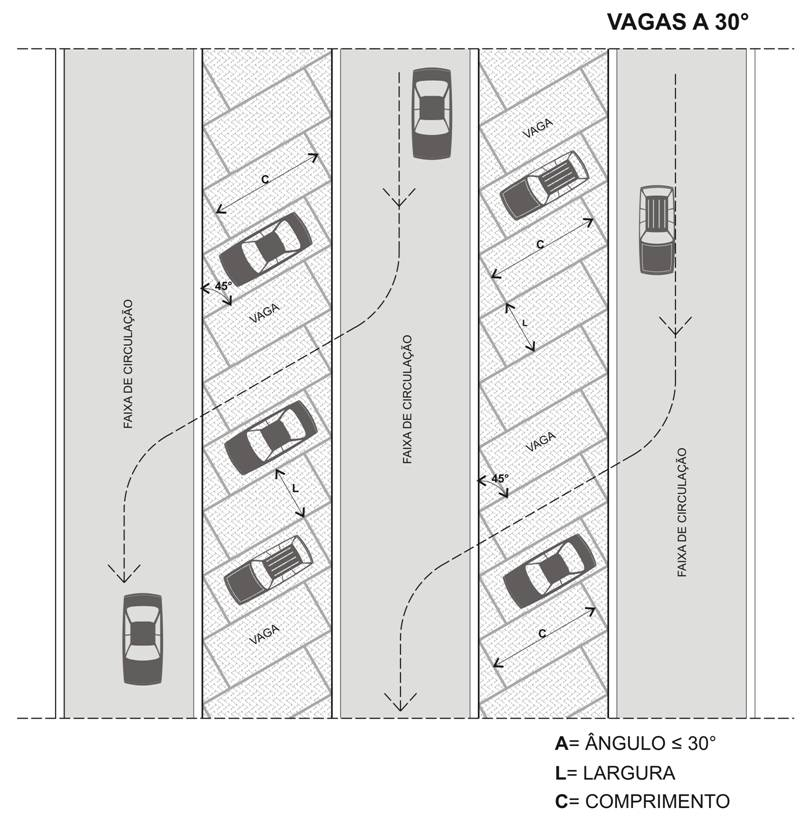 VAGAS A 30°
VAGA
C
C
45°
VAGA
L
FAIXA DE CIRCULAÇÃO
FAIXA DE CIRCULAÇÃO
VAGA
FAIXA DE CIRCULAÇÃO
45°
L
VAGA
C
A= ÂNGULO ≤ 30°
L= LARGURA
C= COMPRIMENTO